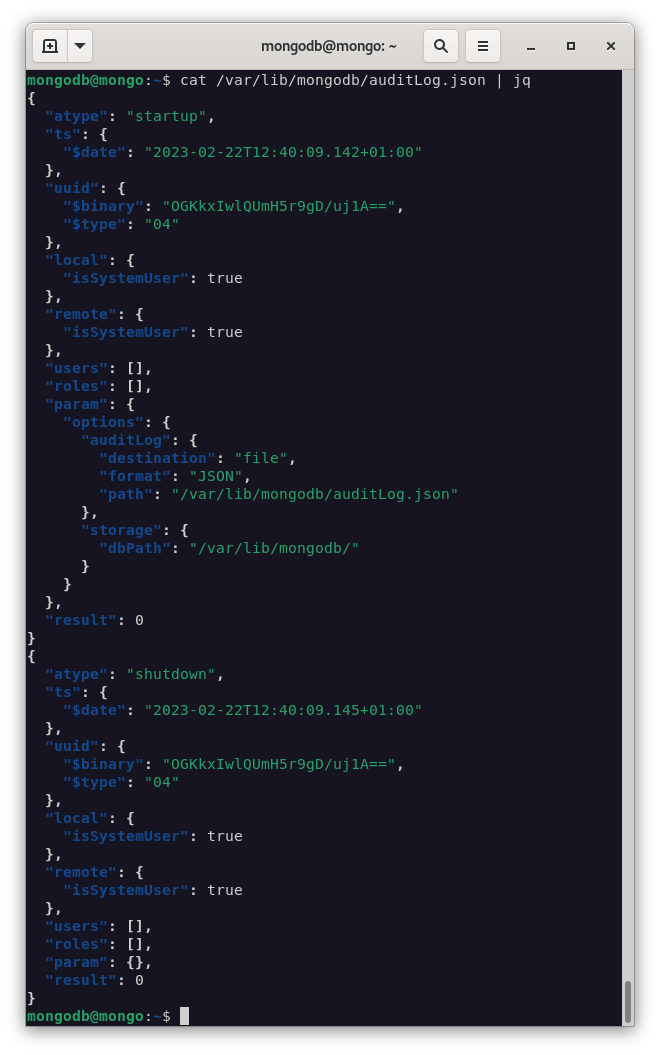 mongodb@mongo: ~
mongodb@mongo:~$ cat /var/lib/mongodb/auditLog.json | jq
{
  "atype": "startup",
  "ts": {
    "$date": "2023-02-22T12:40:09.142+01:00"
  },
  "uuid": {
    "$binary": "OGKkxIwlQUmH5r9gD/uj1A==",
    "$type": "04"
  },
  "local": {
    "isSystemUser": true
  },
  "remote": {
    "isSystemUser": true
  },
  "users": [],
  "roles": [],
  "param": {
    "options": {
      "auditLog": {
        "destination": "file",
        "format": "JSON",
        "path": "/var/lib/mongodb/auditLog.json"
      },
      "storage": {
        "dbPath": "/var/lib/mongodb/"
      }
    }
  },
  "result": 0
}
{
  "atype": "shutdown",
  "ts": {
    "$date": "2023-02-22T12:40:09.145+01:00"
  },
  "uuid": {
    "$binary": "OGKkxIwlQUmH5r9gD/uj1A==",
    "$type": "04"
  },
  "local": {
    "isSystemUser": true
  },
  "remote": {
    "isSystemUser": true
  },
  "users": [],
  "roles": [],
  "param": {},
  "result": 0
}
mongodb@mongo:~$